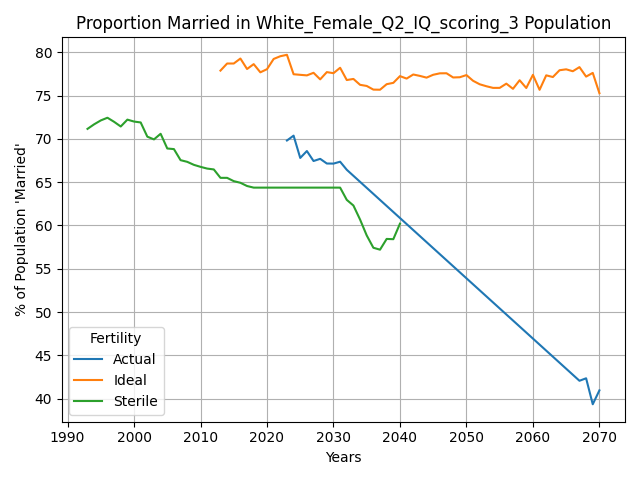 Proportion Married in White_Female_Q2_IQ_scoring_3 Population
% of Population 'Married'
80
75
70
65
60
55
50
45
40
Fertility
Actual
Ideal
Sterile
1990 2000 2010 2020 2030 2040 2050 2060 2070
Years